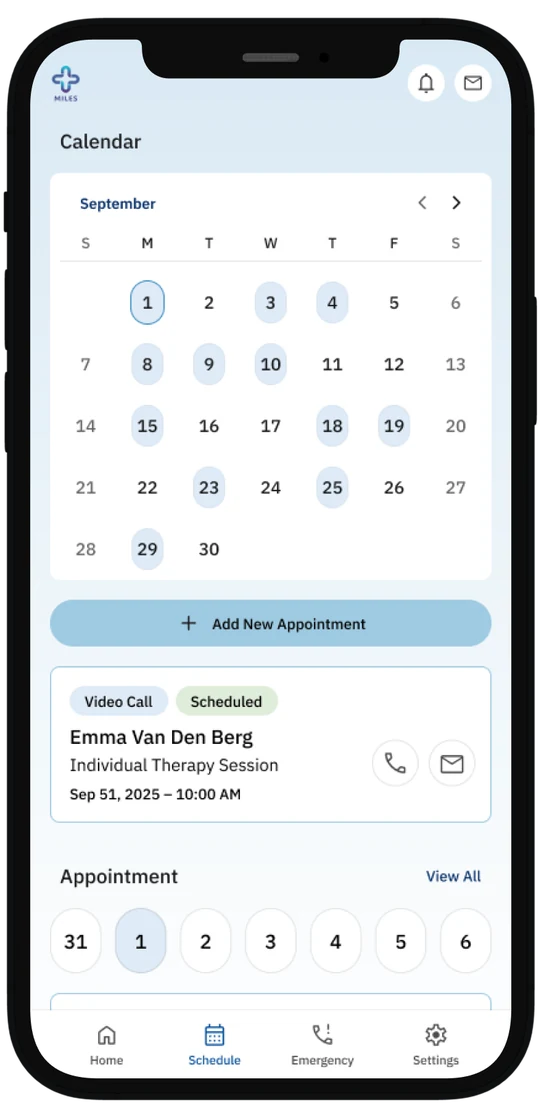 MILES
Calendar
September
S M T W T F S
1 2 3 4 5 6
7 8 9 10 11 12 13
14 15 16 17 18 19 20
21 22 23 24 25 26 27
28 29 30
Add New Appointment
Video Call Scheduled
Emma Van Den Berg
Individual Therapy Session
Sep 51, 2025 – 10:00 AM
Appointment View All
31 1 2 3 4 5 6
Home Schedule Emergency Settings